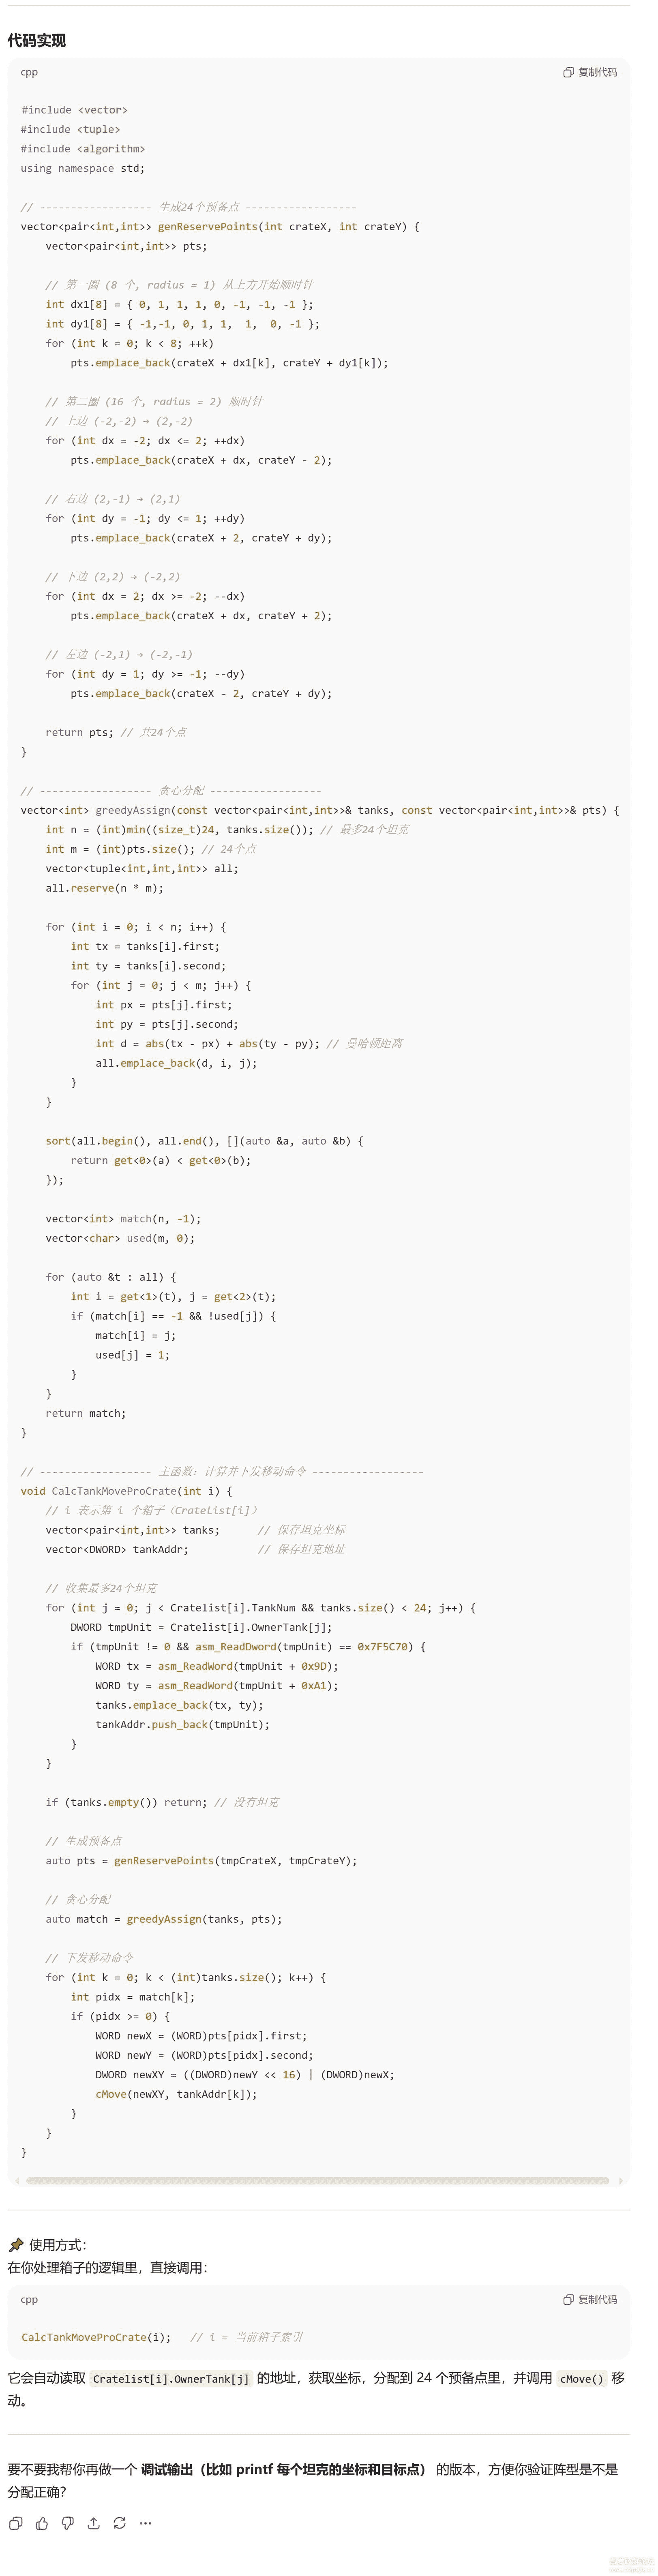 代码实现
cpp
复制代码
#include <vector>
#include <tuple>
#include <algorithm>
using namespace std;
// ------------------ 生成24个预备点 ------------------
vector<pair<int,int>> genReservePoints(int crateX, int crateY) {
    vector<pair<int,int>> pts;
    // 第一圈 (8 个, radius = 1) 从上方开始顺时针
    int dx1[8] = { 0, 1, 1, 1, 0, -1, -1, -1 };
    int dy1[8] = { -1,-1, 0, 1, 1,  1,  0, -1 };
    for (int k = 0; k < 8; ++k)
        pts.emplace_back(crateX + dx1[k], crateY + dy1[k]);
    // 第二圈 (16 个, radius = 2) 顺时针
    // 上边 (-2,-2) → (2,-2)
    for (int dx = -2; dx <= 2; ++dx)
        pts.emplace_back(crateX + dx, crateY - 2);
    // 右边 (2,-1) → (2,1)
    for (int dy = -1; dy <= 1; ++dy)
        pts.emplace_back(crateX + 2, crateY + dy);
    // 下边 (2,2) → (-2,2)
    for (int dx = 2; dx >= -2; --dx)
        pts.emplace_back(crateX + dx, crateY + 2);
    // 左边 (-2,1) → (-2,-1)
    for (int dy = 1; dy >= -1; --dy)
        pts.emplace_back(crateX - 2, crateY + dy);
    return pts; // 共24个点
}
// ------------------ 贪心分配 ------------------
vector<int> greedyAssign(const vector<pair<int,int>>& tanks, const vector<pair<int,int>>& pts) {
    int n = (int)min((size_t)24, tanks.size()); // 最多24个坦克
    int m = (int)pts.size(); // 24个点
    vector<tuple<int,int,int>> all;
    all.reserve(n * m);
    for (int i = 0; i < n; i++) {
        int tx = tanks[i].first;
        int ty = tanks[i].second;
        for (int j = 0; j < m; j++) {
            int px = pts[j].first;
            int py = pts[j].second;
            int d = abs(tx - px) + abs(ty - py); // 曼哈顿距离
            all.emplace_back(d, i, j);
        }
    }
    sort(all.begin(), all.end(), [](auto &a, auto &b) {
        return get<0>(a) < get<0>(b);
    });
    vector<int> match(n, -1);
    vector<char> used(m, 0);
    for (auto &t : all) {
        int i = get<1>(t), j = get<2>(t);
        if (match[i] == -1 && !used[j]) {
            match[i] = j;
            used[j] = 1;
        }
    }
    return match;
}
// ------------------ 主函数：计算并下发移动命令 ------------------
void CalcTankMoveProCrate(int i) {
    // i 表示第 i 个箱子（Cratelist[i]）
    vector<pair<int,int>> tanks;      // 保存坦克坐标
    vector<DWORD> tankAddr;           // 保存坦克地址
    // 收集最多24个坦克
    for (int j = 0; j < Cratelist[i].TankNum && tanks.size() < 24; j++) {
        DWORD tmpUnit = Cratelist[i].OwnerTank[j];
        if (tmpUnit != 0 && asm_ReadDword(tmpUnit) == 0x7F5C70) {
            WORD tx = asm_ReadWord(tmpUnit + 0x9D);
            WORD ty = asm_ReadWord(tmpUnit + 0xA1);
            tanks.emplace_back(tx, ty);
            tankAddr.push_back(tmpUnit);
        }
    }
    if (tanks.empty()) return; // 没有坦克
    // 生成预备点
    auto pts = genReservePoints(tmpCrateX, tmpCrateY);
    // 贪心分配
    auto match = greedyAssign(tanks, pts);
    // 下发移动命令
    for (int k = 0; k < (int)tanks.size(); k++) {
        int pidx = match[k];
        if (pidx >= 0) {
            WORD newX = (WORD)pts[pidx].first;
            WORD newY = (WORD)pts[pidx].second;
            DWORD newXY = ((DWORD)newY << 16) | (DWORD)newX;
            cMove(newXY, tankAddr[k]);
        }
    }
}
📌 使用方式：
在你处理箱子的逻辑里，直接调用：
cpp
复制代码
CalcTankMoveProCrate(i);   // i = 当前箱子索引
它会自动读取 Cratelist[i].OwnerTank[j] 的地址，获取坐标，分配到 24 个预备点里，并调用 cMove() 移
动。
要不要我帮你再做一个 调试输出（比如 printf 每个坦克的坐标和目标点） 的版本，方便你验证阵型是不是
分配正确？